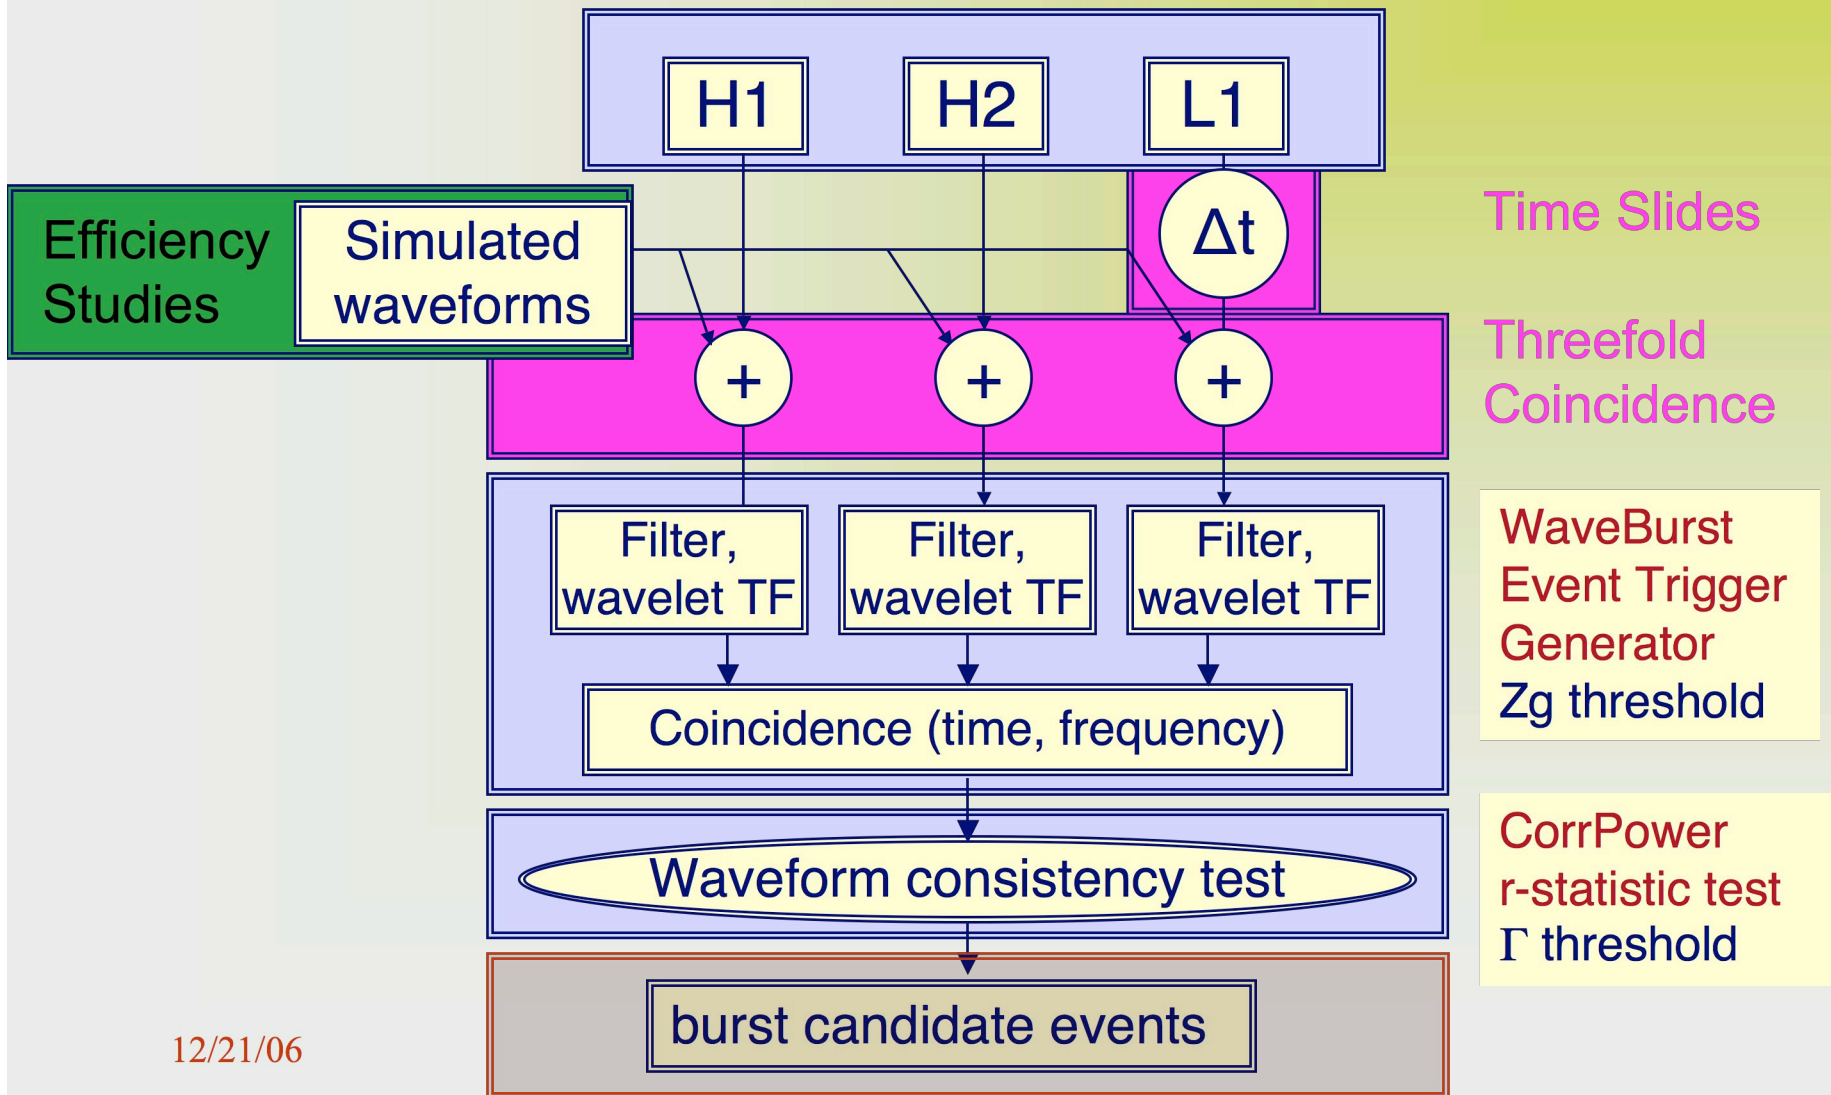 H1
H2
L1
Δt
Time Slides
Efficiency
Studies
Simulated
waveforms
Threefold
Coincidence
+
+
+
Filter,
wavelet TF
Filter,
wavelet TF
Filter,
wavelet TF
WaveBurst
Event Trigger
Generator
Zg threshold
Coincidence (time, frequency)
Waveform consistency test
CorrPower
r-statistic test
Γ threshold
burst candidate events
12/21/06